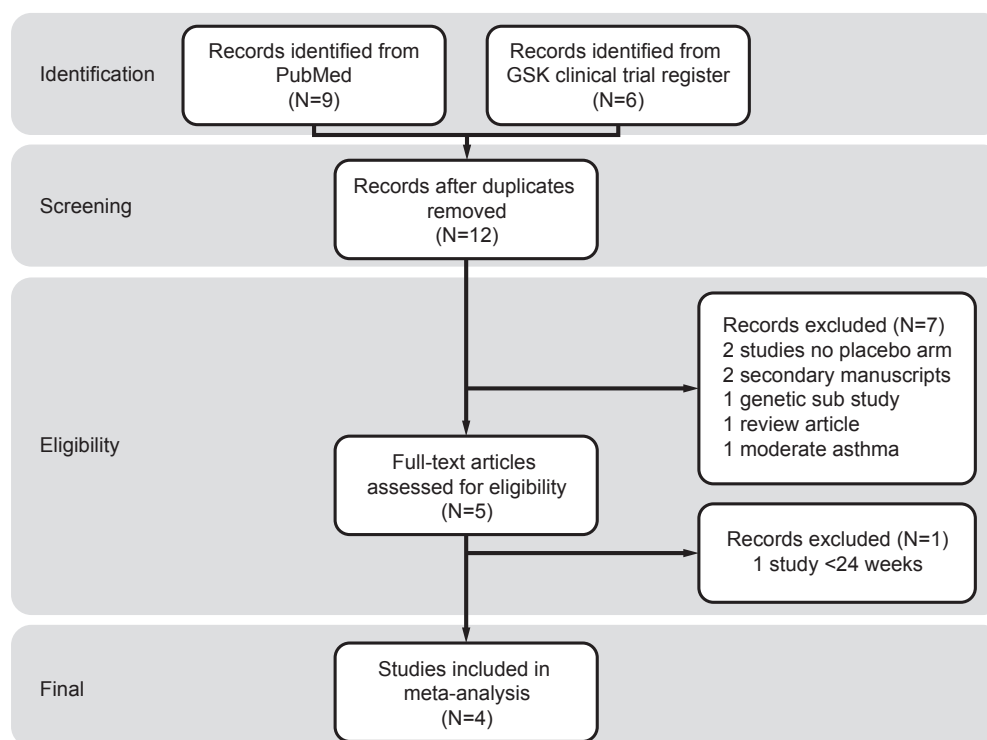 Identification
Records identified from
PubMed
(N=9)
Records identified from
GSK clinical trial register
(N=6)
Screening
Records after duplicates
removed
(N=12)
Eligibility
Records excluded (N=7)
2 studies no placebo arm
2 secondary manuscripts
1 genetic sub study
1 review article
1 moderate asthma
Full-text articles
assessed for eligibility
(N=5)
Records excluded (N=1)
1 study <24 weeks
Final
Studies included in
meta-analysis
(N=4)